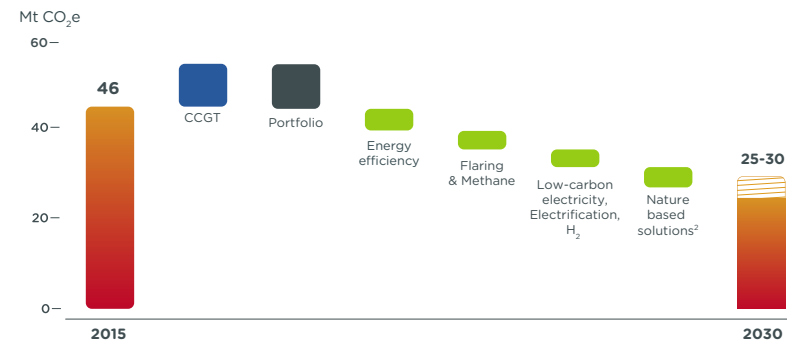 Mt CO₂e
60
46
40
20
0
CCGT
Portfolio
Energy
efficiency
Flaring
& Methane
Low-carbon
electricity,
Electrification,
H₂
Nature
based
solutions²
25-30
2015
2030